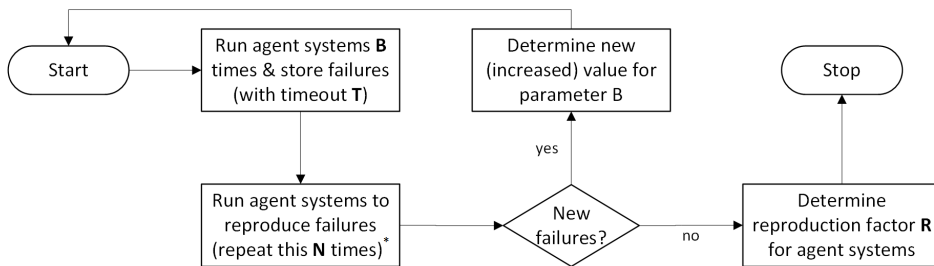 Start
Run agent systems B
times & store failures
(with timeout T)
Determine new
(increased) value for
parameter B
Stop
yes
Run agent systems to
reproduce failures
(repeat this N times)*
New
failures?
no
Determine
reproduction factor R
for agent systems